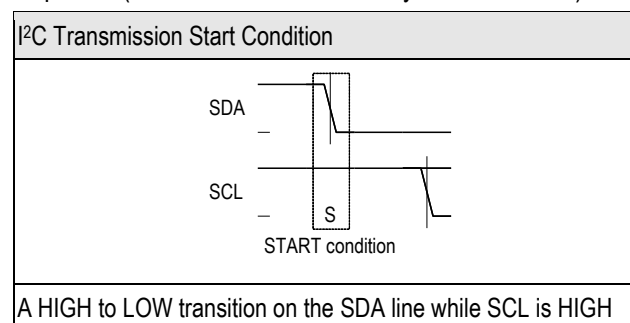 I²C Transmission Start Condition
SDA
SCL
S
START condition
A HIGH to LOW transition on the SDA line while SCL is HIGH